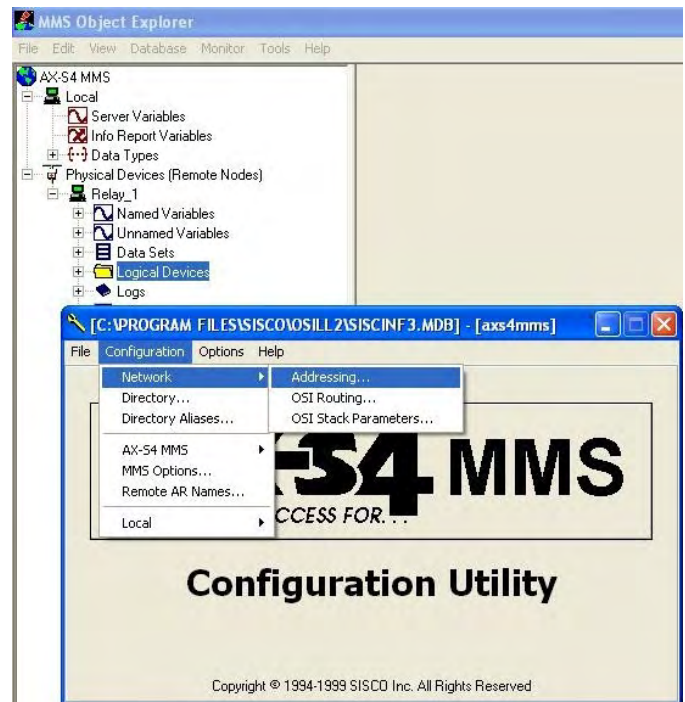 MMS Object Explorer
File Edit View Database Monitor Tools Help
AX-S4 MMS
Local
Server Variables
Info Report Variables
Data Types
Physical Devices (Remote Nodes)
Relay_1
Named Variables
Unnamed Variables
Data Sets
Logical Devices
Logs
[C:\PROGRAM FILES\SISCO\OSILL2\SISCINF3.MDB] - [axs4mms]
File Configuration Options Help
Network
Addressing...
Directory...
OSI Routing...
Directory Aliases...
OSI Stack Parameters...
AX-S4 MMS
MMS Options...
Remote AR Names...
Local
-S4 MMS
CCESS FOR...
Configuration Utility
Copyright © 1994-1999 SISCO Inc. All Rights Reserved